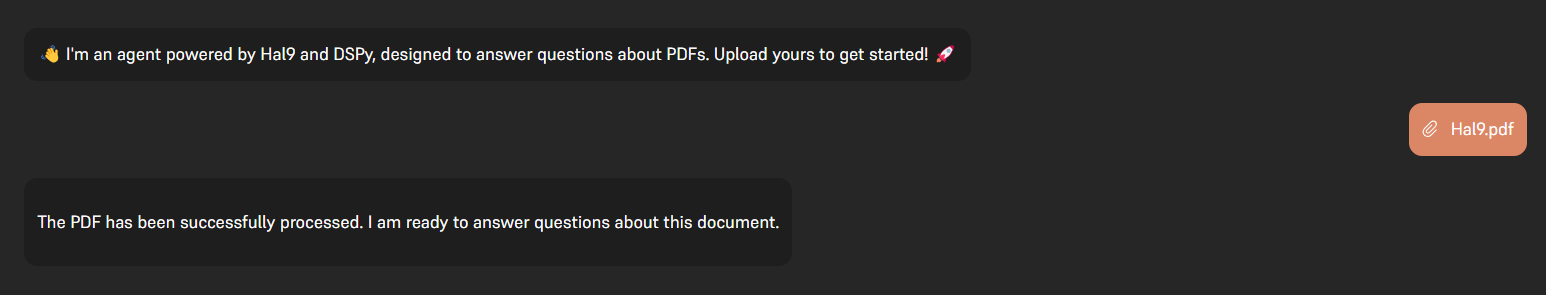 👋 I'm an agent powered by Hal9 and DSPy, designed to answer questions about PDFs. Upload yours to get started! 🚀
Hal9.pdf
The PDF has been successfully processed. I am ready to answer questions about this document.